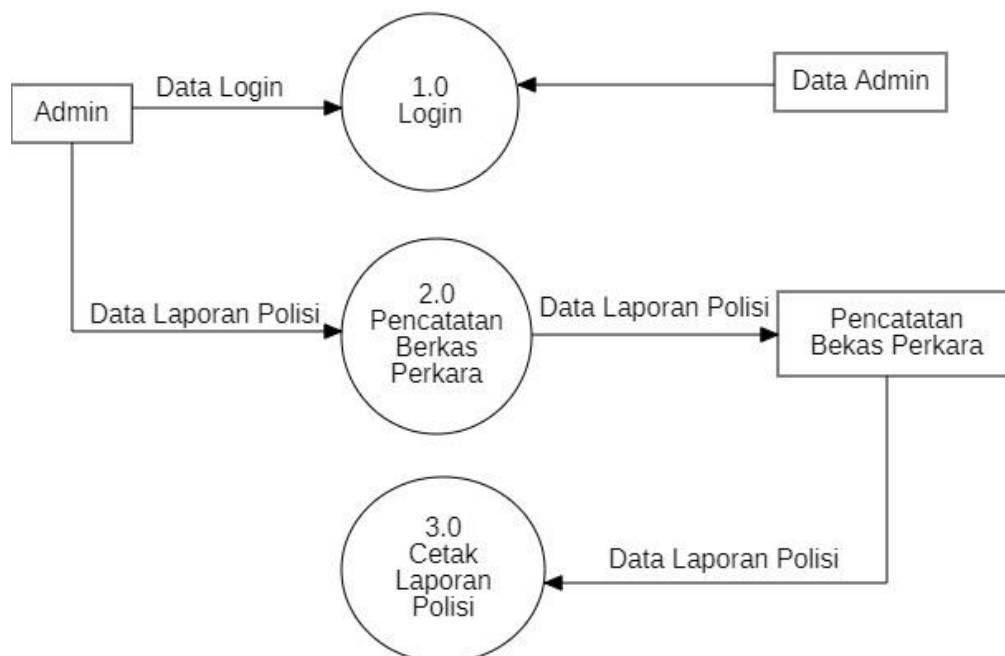 Admin
Data Login
1.0
Login
Data Admin
Data Laporan Polisi
2.0
Pencatatan
Berkas
Perkara
Data Laporan Polisi
Pencatatan
Bekas Perkara
3.0
Cetak
Laporan
Polisi
Data Laporan Polisi